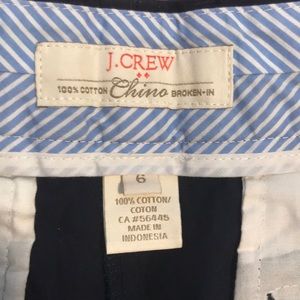 J.CREW
100% COTTON Chino BROKEN-IN
6
100% COTTON/
COTON
CA #56445
MADE IN
INDONESIA